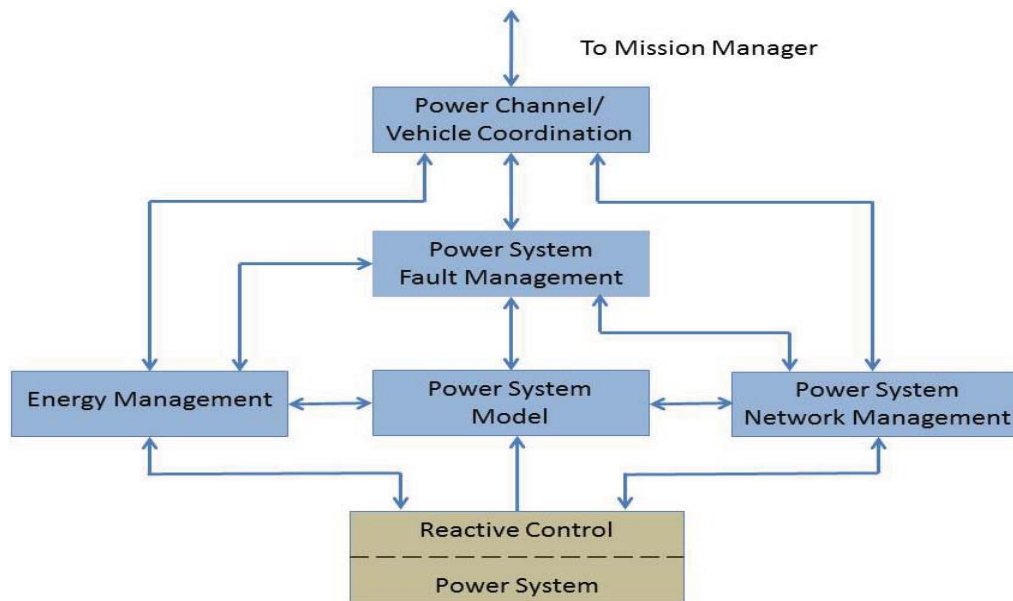 To Mission Manager
Power Channel/
Vehicle Coordination
Power System
Fault Management
Energy Management
Power System
Model
Power System
Network Management
Reactive Control
Power System